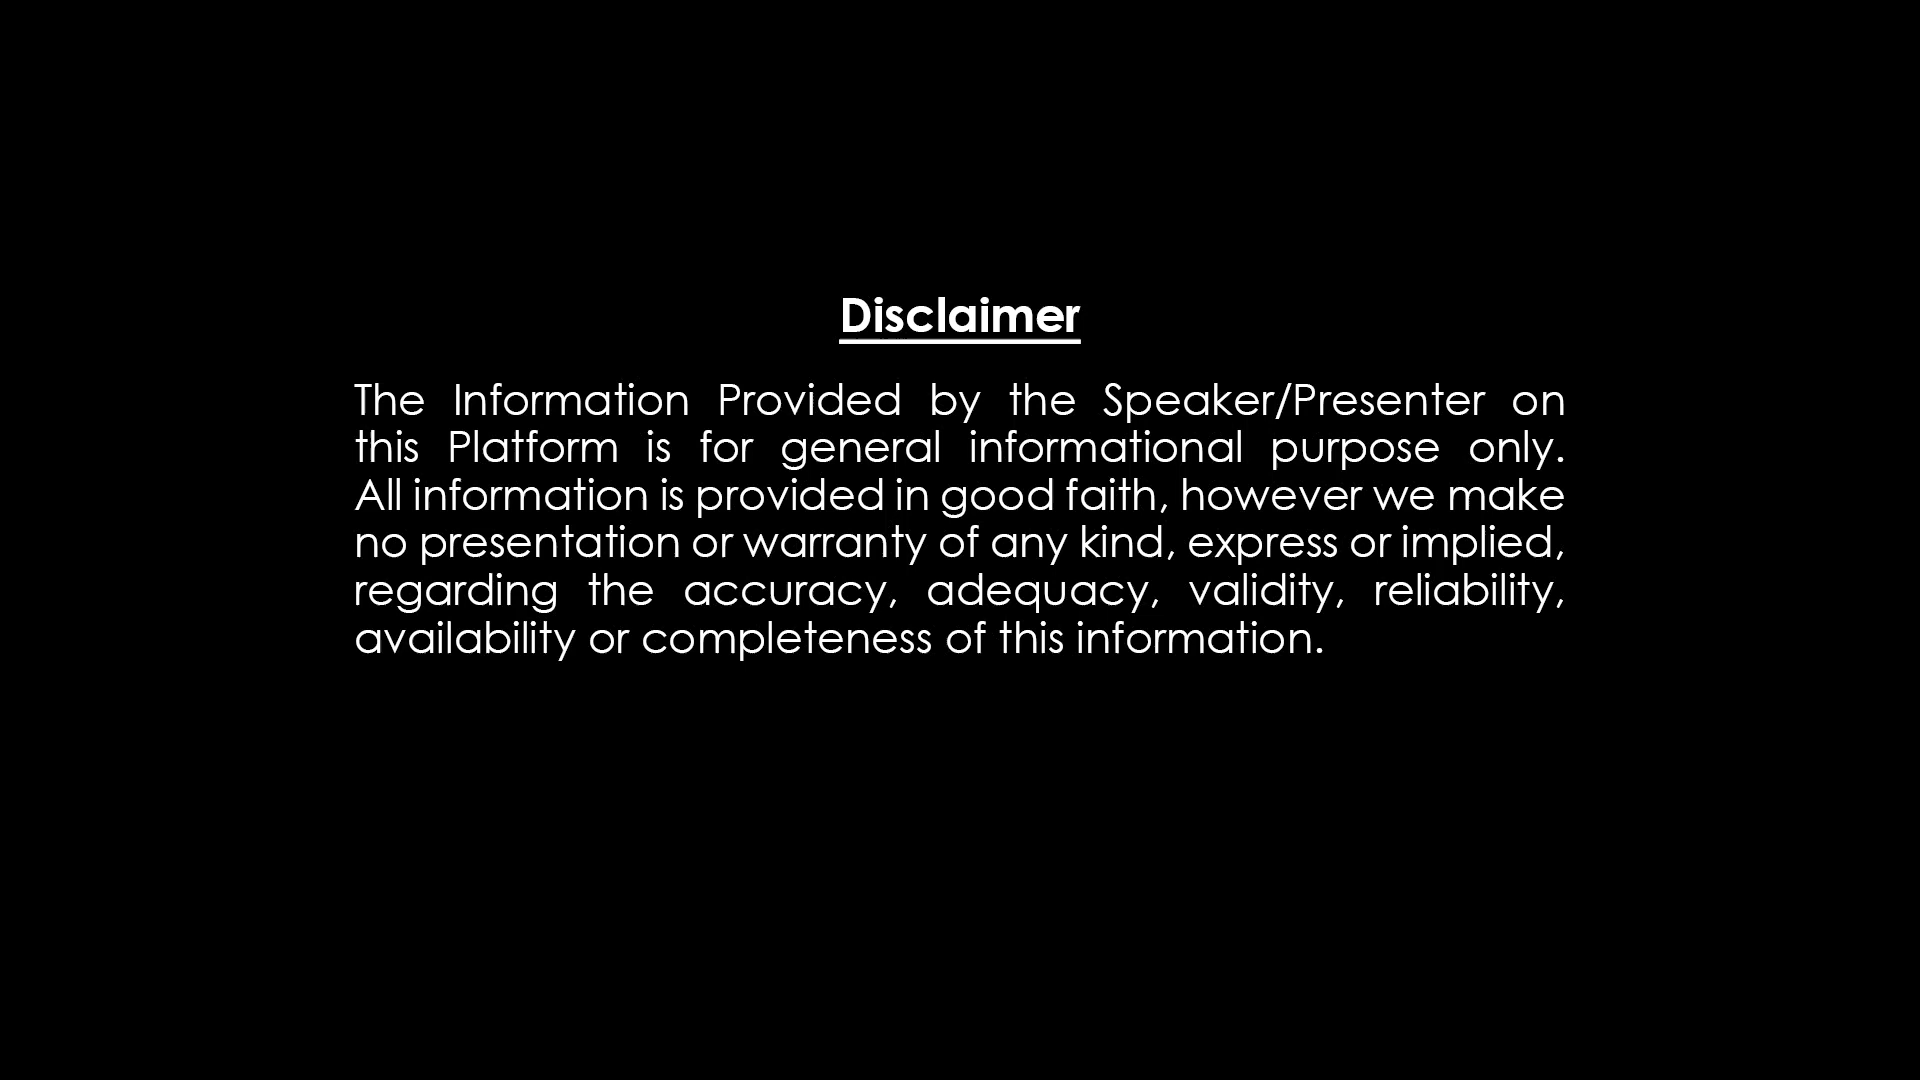 Disclaimer
The Information Provided by the Speaker/Presenter on
this Platform is for general informational purpose only.
All information is provided in good faith, however we make
no presentation or warranty of any kind, express or implied,
regarding the accuracy, adequacy, validity, reliability,
availability or completeness of this information.